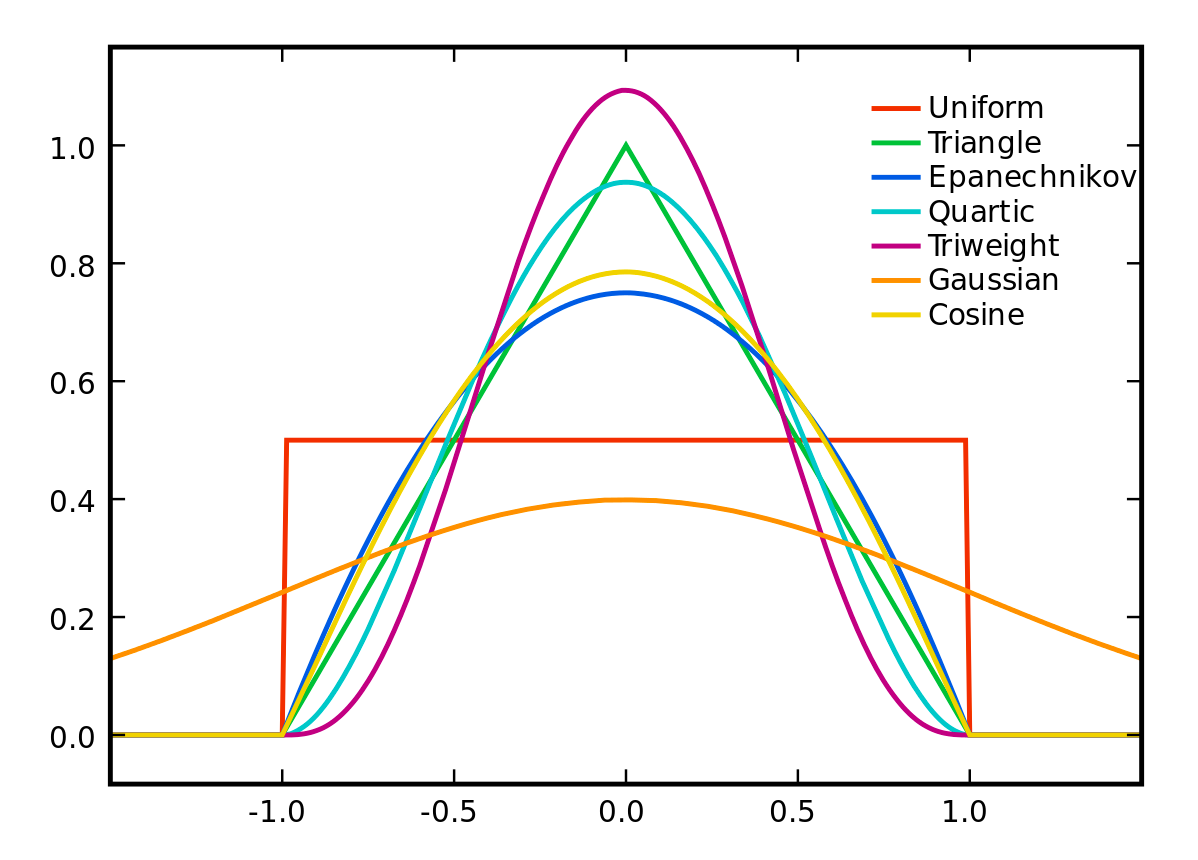 Uniform
Triangle
Epanechnikov
Quartic
Triweight
Gaussian
Cosine
1.0
0.8
0.6
0.4
0.2
0.0
-1.0 -0.5 0.0 0.5 1.0